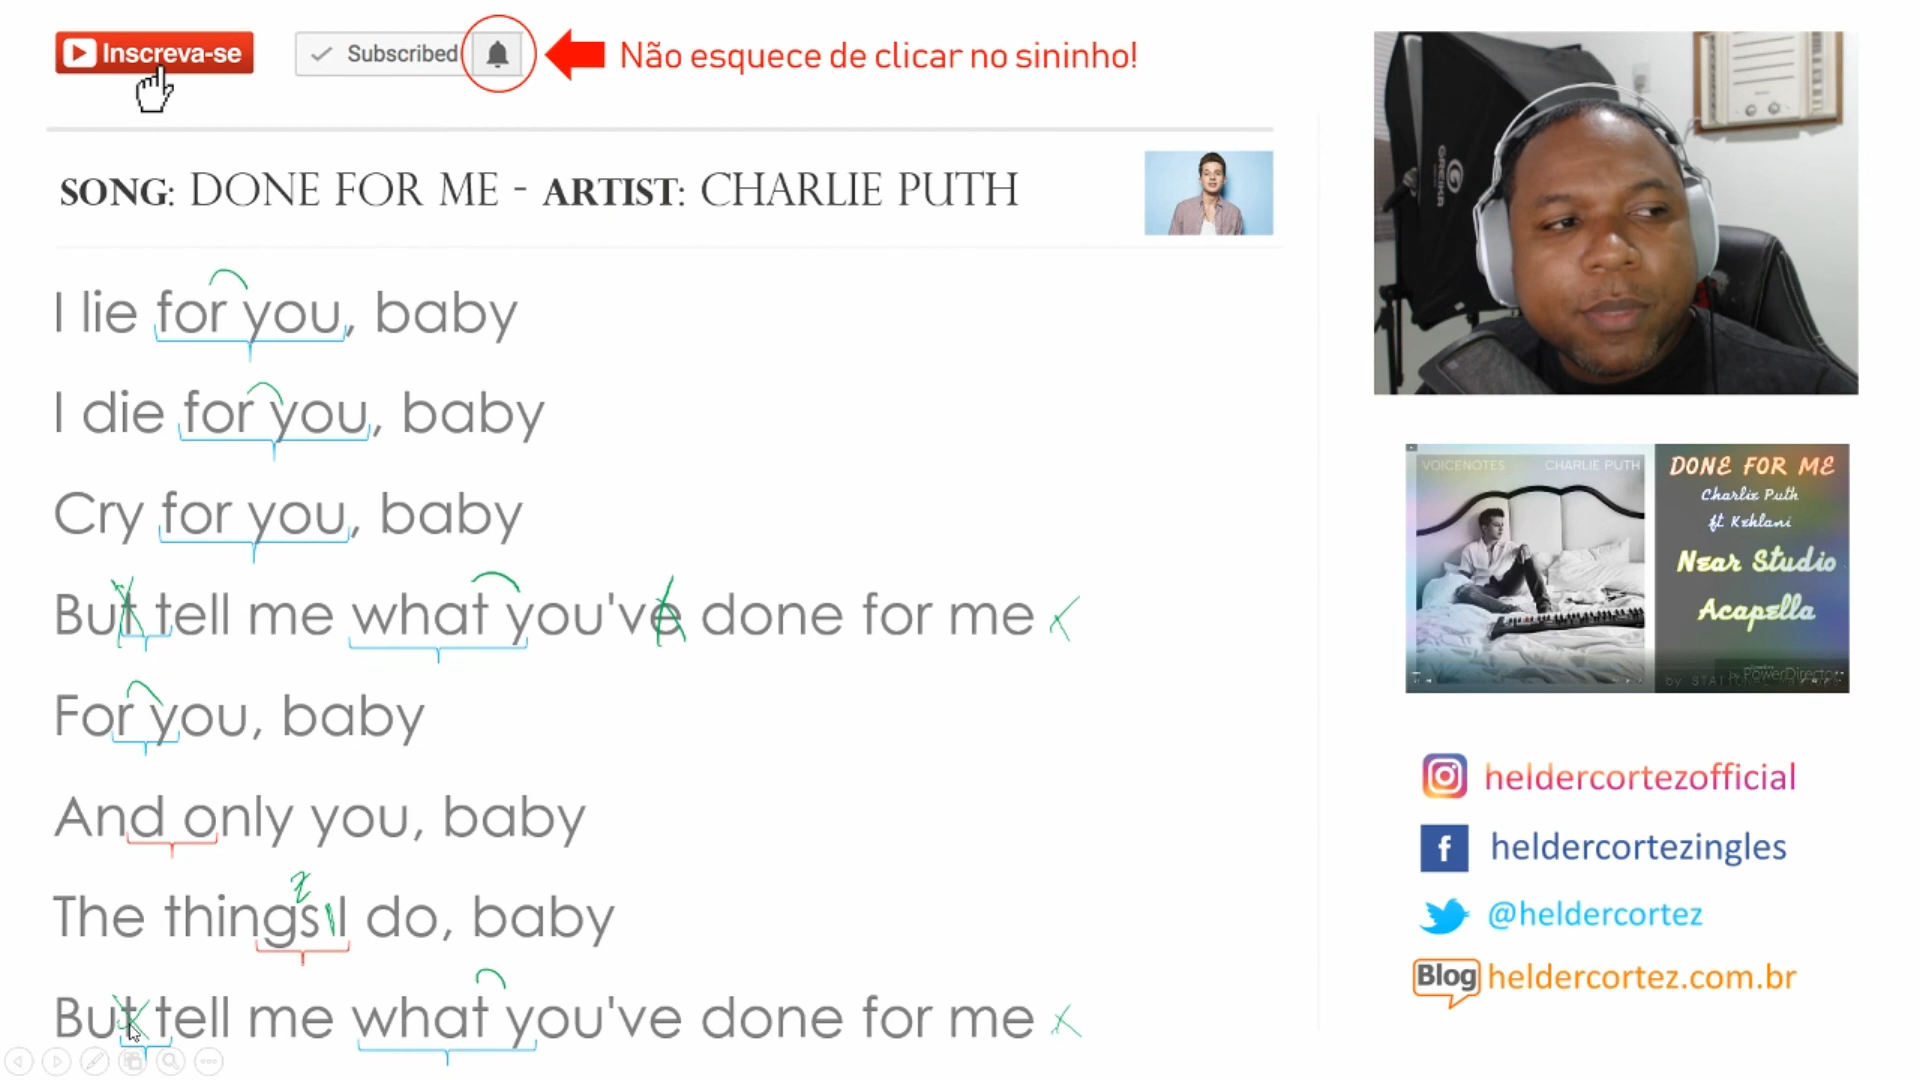 Inscreva-se
Subscribed
Não esquece de clicar no sininho!
SONG: DONE FOR ME - ARTIST: CHARLIE PUTH
I lie for you, baby
I die for you, baby
Cry for you, baby
But tell me what you've done for me
For you, baby
And only you, baby
z
The things I do, baby
But tell me what you've done for me
VOICENOTES CHARLIE PUTH
DONE FOR ME
Charlie Puth
ft Kehlani
Near Studio
Acapella
PowerDirector
heldercortezofficial
f heldercortezingles
@heldercortez
Blog heldercortez.com.br